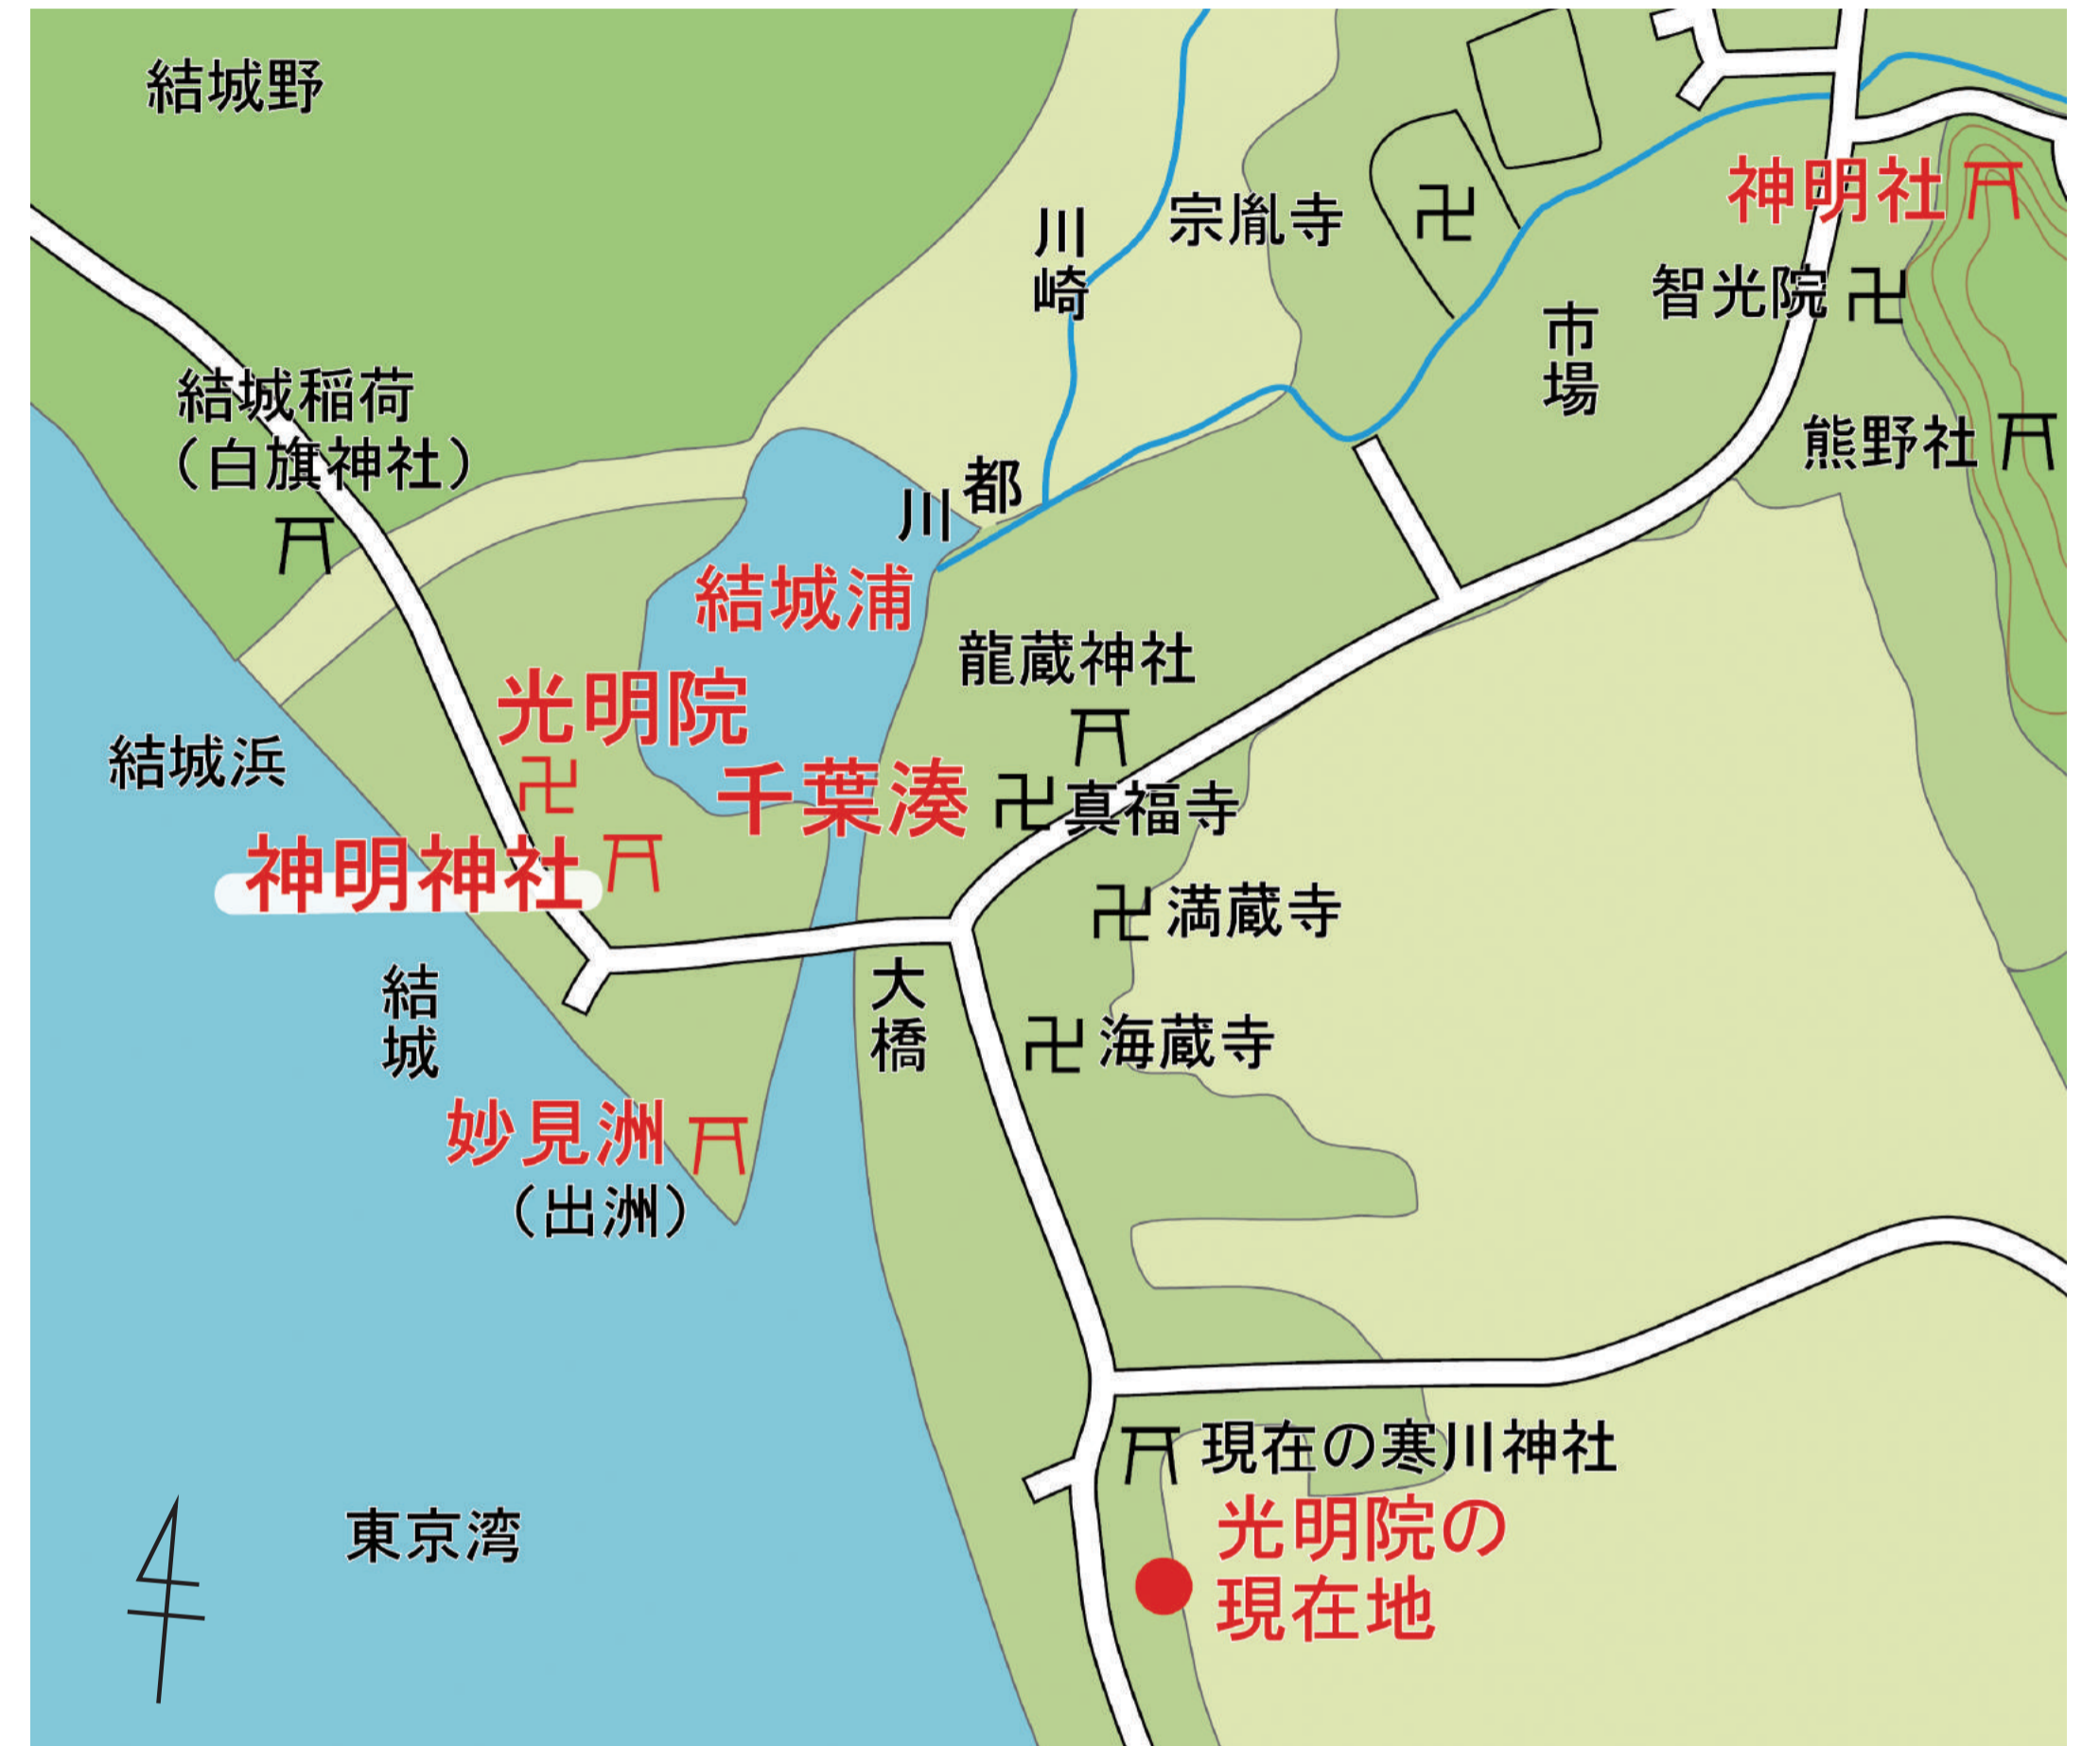 結城野
川崎
宗胤寺
神明社
智光院
市場
結城稲荷
（白旗神社）
熊野社
都川
結城浦
龍蔵神社
光明院
結城浜
千葉湊
真福寺
神明神社
満蔵寺
結城
大橋
海蔵寺
妙見洲
（出洲）
現在の寒川神社
光明院の
現在地
東京湾